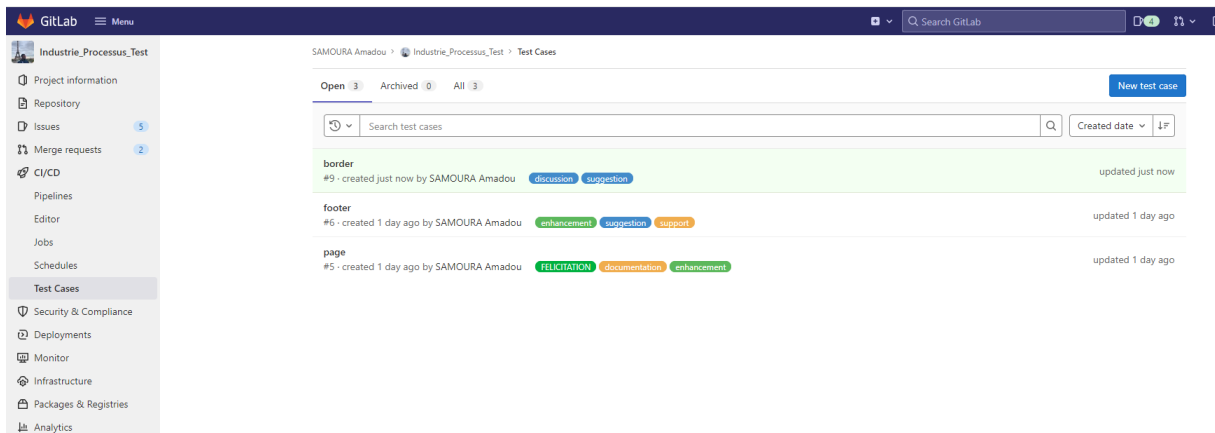 GitLab Menu Search GitLab 4
Industrie_Processus_Test
Project information
Repository
Issues 5
Merge requests 2
CI/CD
Pipelines
Editor
Jobs
Schedules
Test Cases
Security & Compliance
Deployments
Monitor
Infrastructure
Packages & Registries
Analytics
SAMOURA Amadou > Industrie_Processus_Test > Test Cases
Open 3 Archived 0 All 3 New test case
Search test cases Created date
border
#9 · created just now by SAMOURA Amadou discussion suggestion updated just now
footer
#6 · created 1 day ago by SAMOURA Amadou enhancement suggestion support updated 1 day ago
page
#5 · created 1 day ago by SAMOURA Amadou FELICITATION documentation enhancement updated 1 day ago